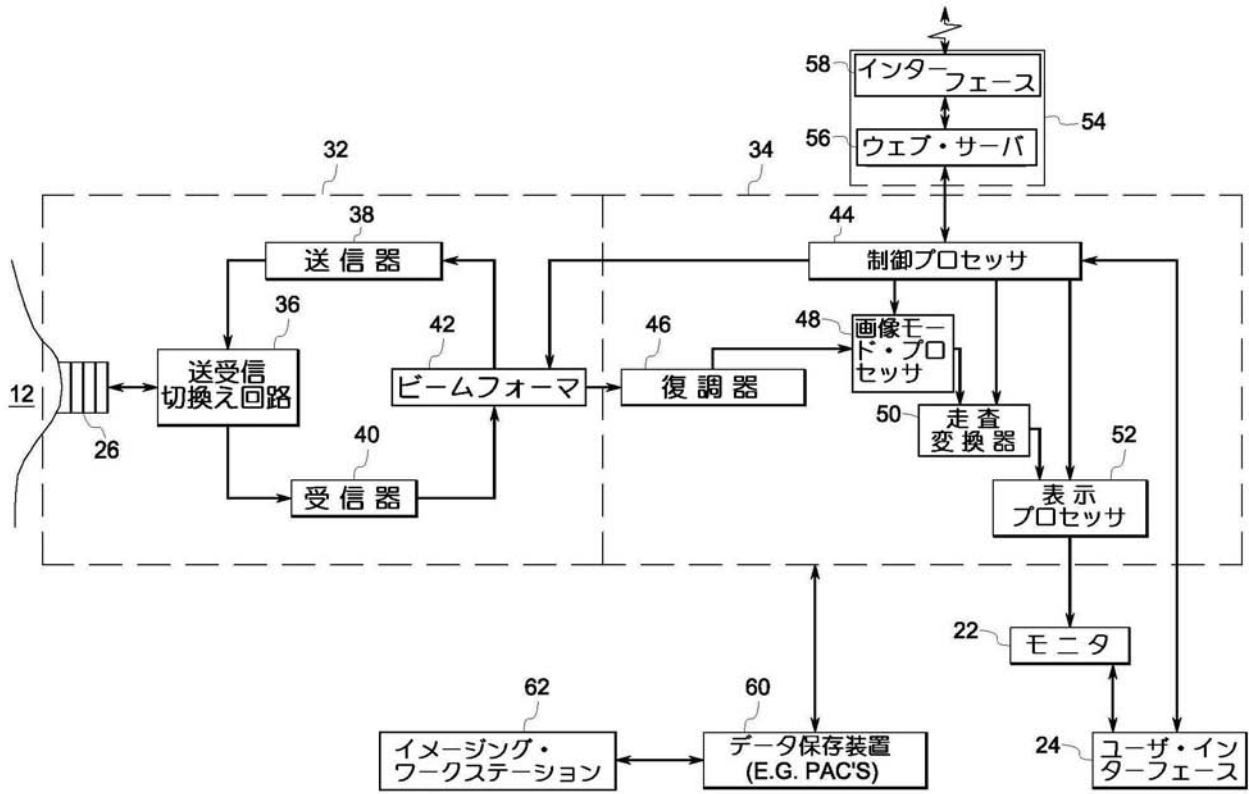 58
インター
フェース
54
56
ウェブ・サーバ
32
34
38
送 信 器
44
制御プロセッサ
36
送受信
切換え回路
42
ビームフォーマ
46
復 調 器
48
画像モー
ド・プロ
セッサ
12
26
50
走 査
変 換 器
40
受 信 器
52
表 示
プロセッサ
22
モ ニ タ
62
イメージング・
ワークステーション
60
データ保存装置
(E.G. PAC'S)
24
ユーザ・イン
ターフェース